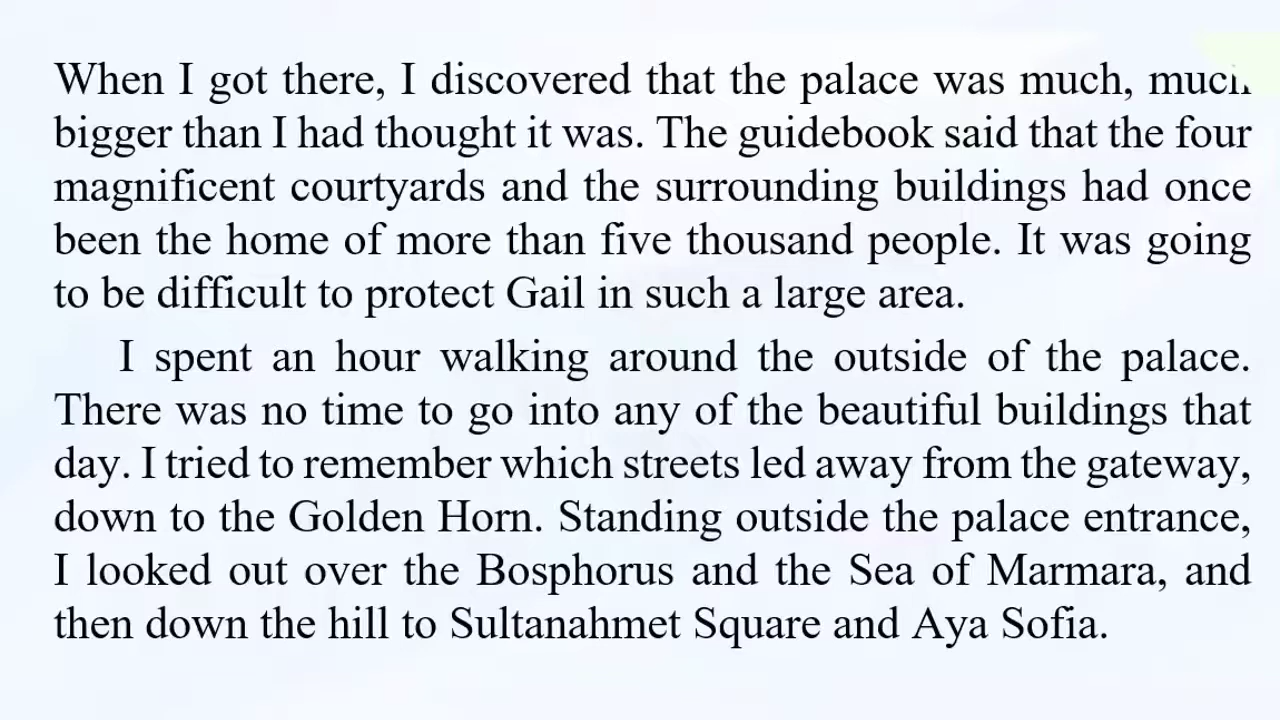 When I got there, I discovered that the palace was much, much
bigger than I had thought it was. The guidebook said that the four
magnificent courtyards and the surrounding buildings had once
been the home of more than five thousand people. It was going
to be difficult to protect Gail in such a large area.
I spent an hour walking around the outside of the palace.
There was no time to go into any of the beautiful buildings that
day. I tried to remember which streets led away from the gateway,
down to the Golden Horn. Standing outside the palace entrance,
I looked out over the Bosphorus and the Sea of Marmara, and
then down the hill to Sultanahmet Square and Aya Sofia.